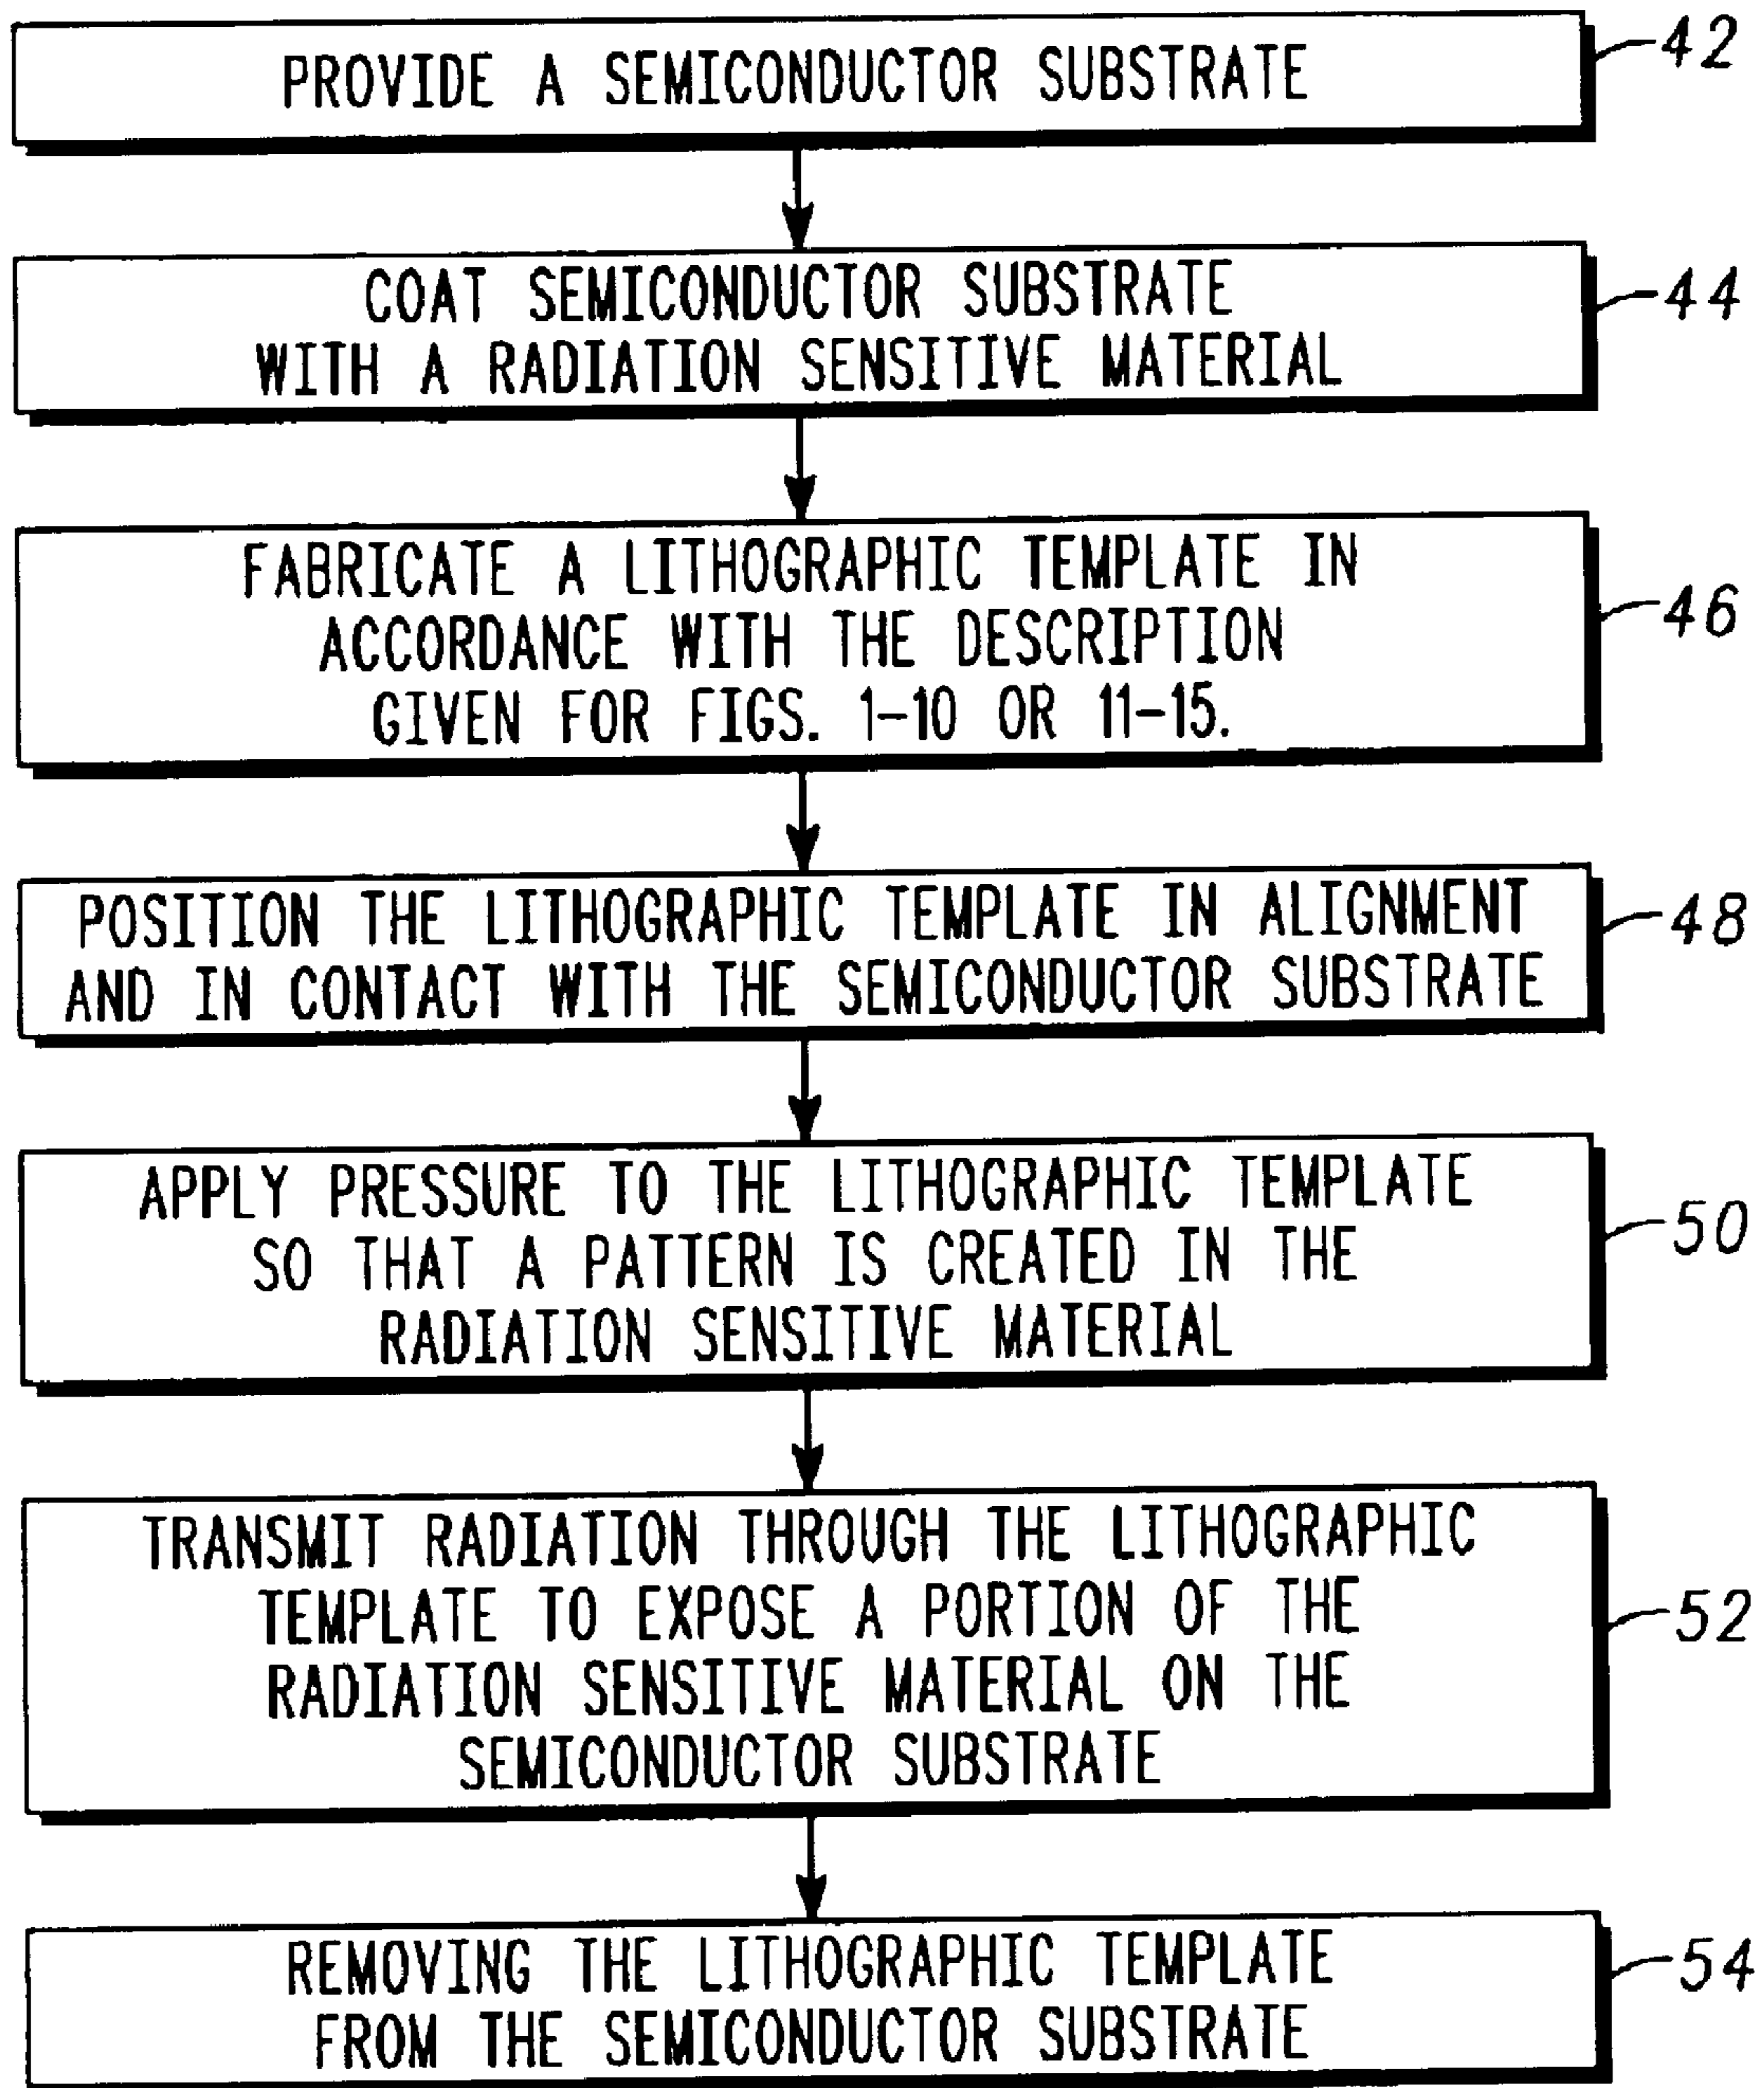 PROVIDE A SEMICONDUCTOR SUBSTRATE
42
COAT SEMICONDUCTOR SUBSTRATE
WITH A RADIATION SENSITIVE MATERIAL
44
FABRICATE A LITHOGRAPHIC TEMPLATE IN
ACCORDANCE WITH THE DESCRIPTION
GIVEN FOR FIGS. 1-10 OR 11-15.
46
POSITION THE LITHOGRAPHIC TEMPLATE IN ALIGNMENT
AND IN CONTACT WITH THE SEMICONDUCTOR SUBSTRATE
48
APPLY PRESSURE TO THE LITHOGRAPHIC TEMPLATE
SO THAT A PATTERN IS CREATED IN THE
RADIATION SENSITIVE MATERIAL
50
TRANSMIT RADIATION THROUGH THE LITHOGRAPHIC
TEMPLATE TO EXPOSE A PORTION OF THE
RADIATION SENSITIVE MATERIAL ON THE
SEMICONDUCTOR SUBSTRATE
52
REMOVING THE LITHOGRAPHIC TEMPLATE
FROM THE SEMICONDUCTOR SUBSTRATE
54